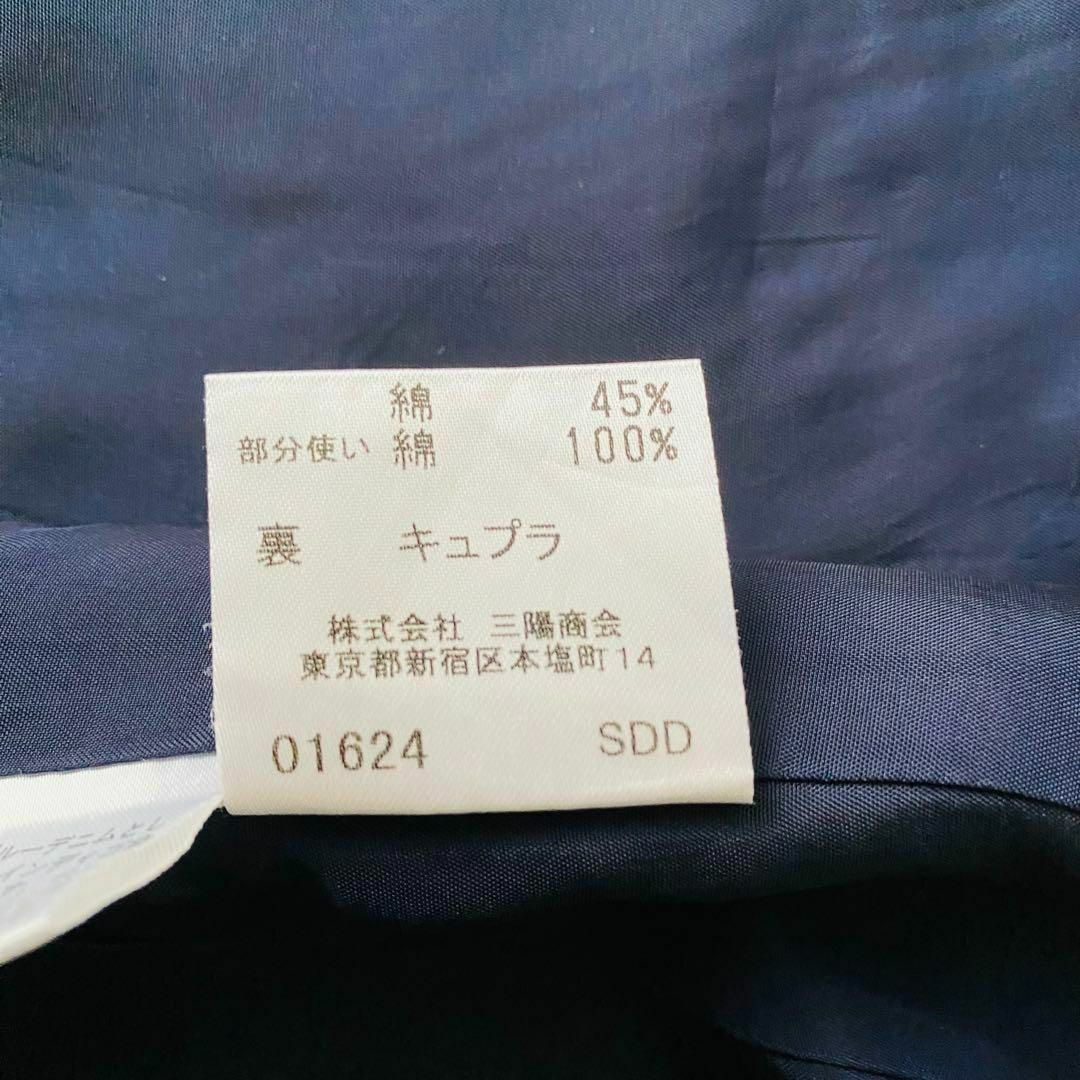 綿 45%
部分使い 綿 100%
裏 キュプラ
株式会社 三陽商会
東京都新宿区本塩町14
01624 SDD